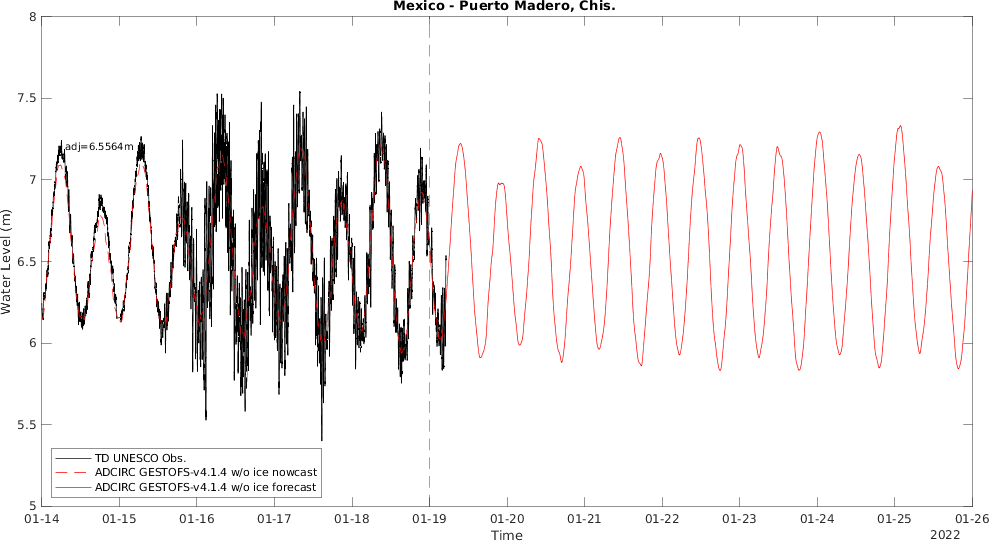 Mexico - Puerto Madero, Chis.
8
7.5
7
6.5
6
5.5
5
Water Level (m)
adj=6.5564m
TD UNESCO Obs.
ADCIRC GESTOFS-v4.1.4 w/o ice nowcast
ADCIRC GESTOFS-v4.1.4 w/o ice forecast
01-14 01-15 01-16 01-17 01-18 01-19 01-20 01-21 01-22 01-23 01-24 01-25 01-26
Time
2022